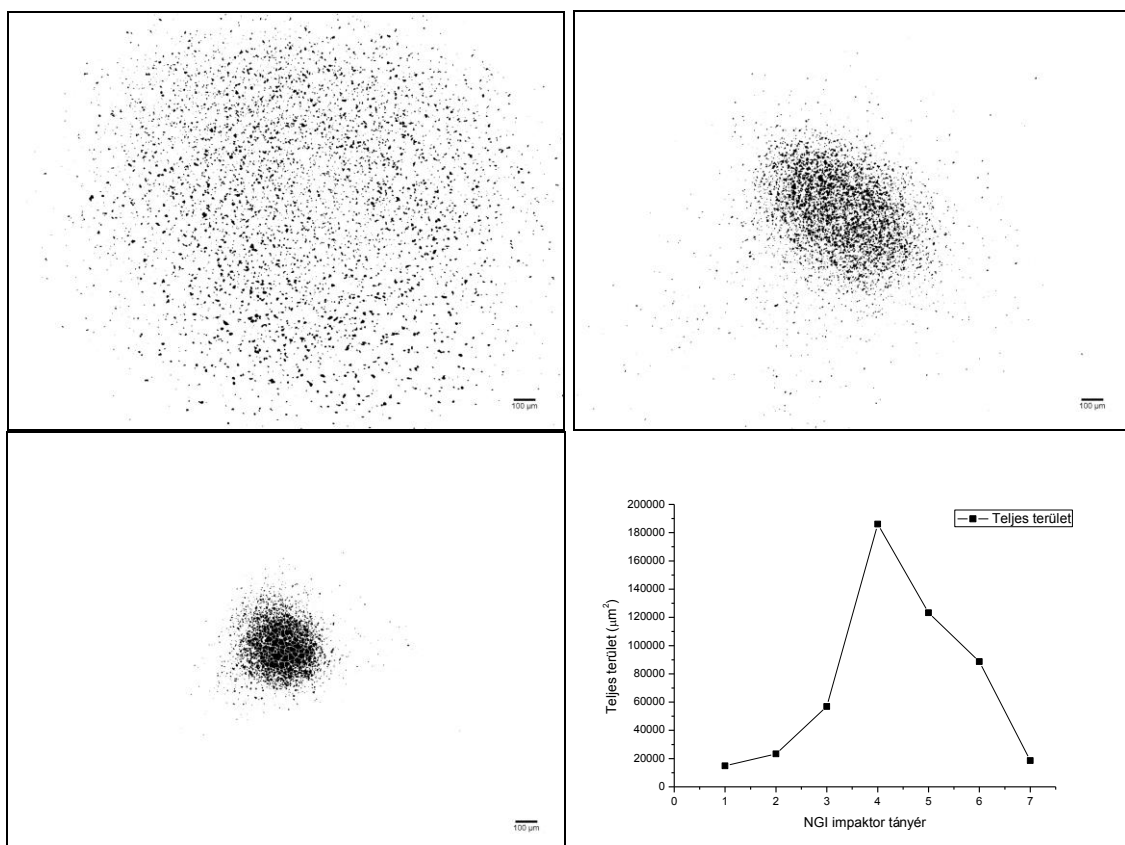 100 µm
100 µm
100 µm
200000
180000
160000
140000
120000
100000
80000
60000
40000
20000
0
Teljes terület (µm²)
Teljes terület
0 1 2 3 4 5 6 7
NGI impaktor tányér